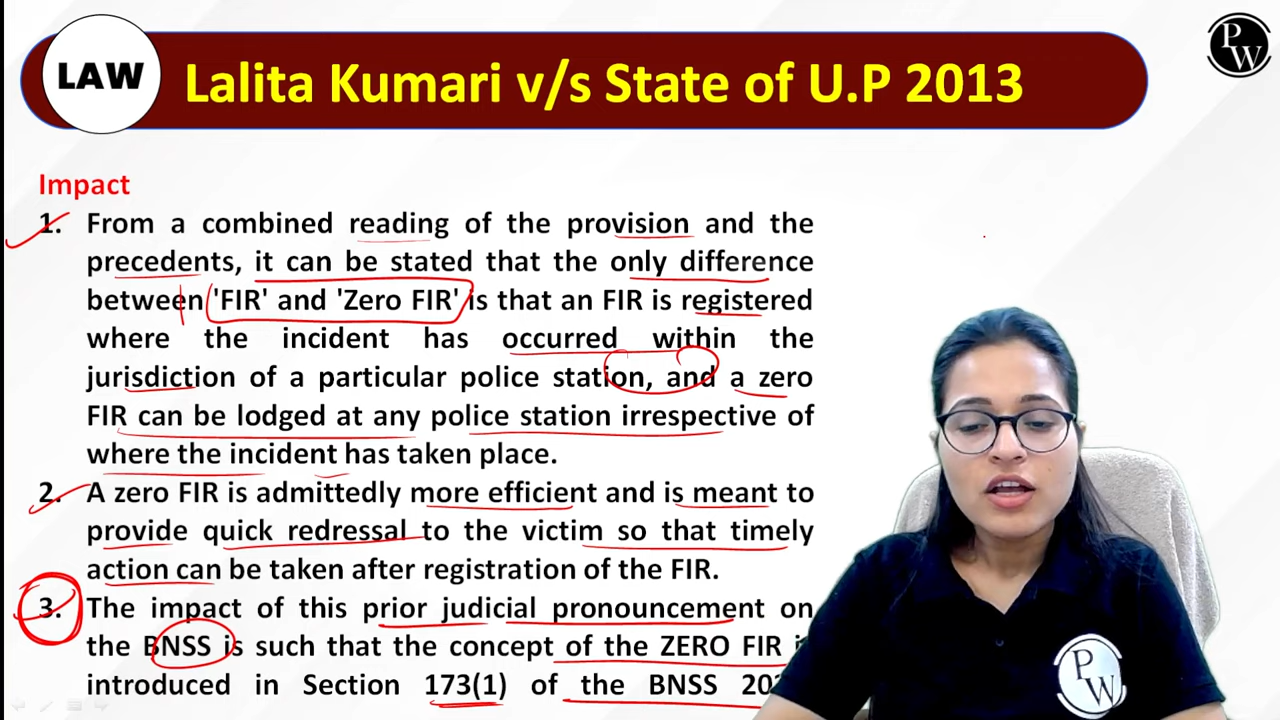 LAW
Lalita Kumari v/s State of U.P 2013
P
W
Impact
1. From a combined reading of the provision and the
precedents, it can be stated that the only difference
between 'FIR' and 'Zero FIR' is that an FIR is registered
where the incident has occurred within the
jurisdiction of a particular police station, and a zero
FIR can be lodged at any police station irrespective of
where the incident has taken place.
2. A zero FIR is admittedly more efficient and is meant to
provide quick redressal to the victim so that timely
action can be taken after registration of the FIR.
3. The impact of this prior judicial pronouncement on
the BNSS is such that the concept of the ZERO FIR
introduced in Section 173(1) of the BNSS
P
W